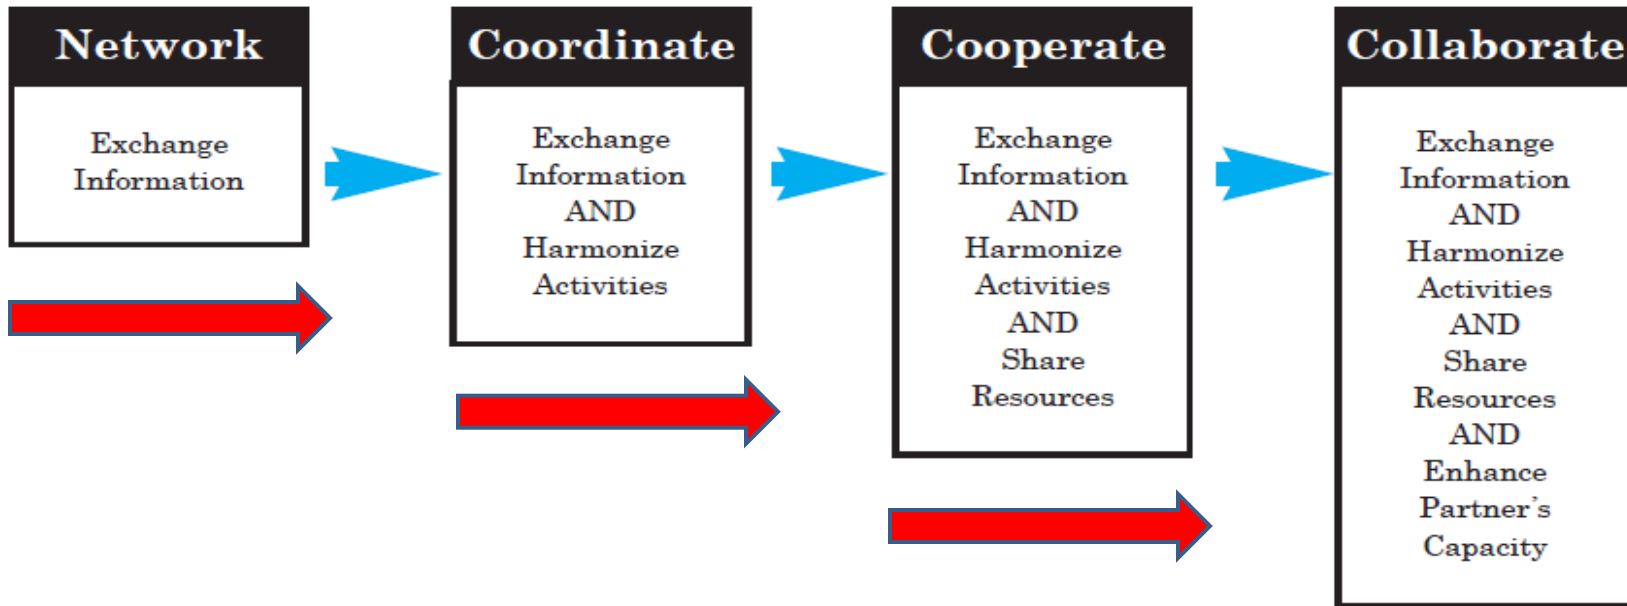 Network
Exchange
Information
Coordinate
Exchange
Information
AND
Harmonize
Activities
Cooperate
Exchange
Information
AND
Harmonize
Activities
AND
Share
Resources
Collaborate
Exchange
Information
AND
Harmonize
Activities
AND
Share
Resources
AND
Enhance
Partner's
Capacity